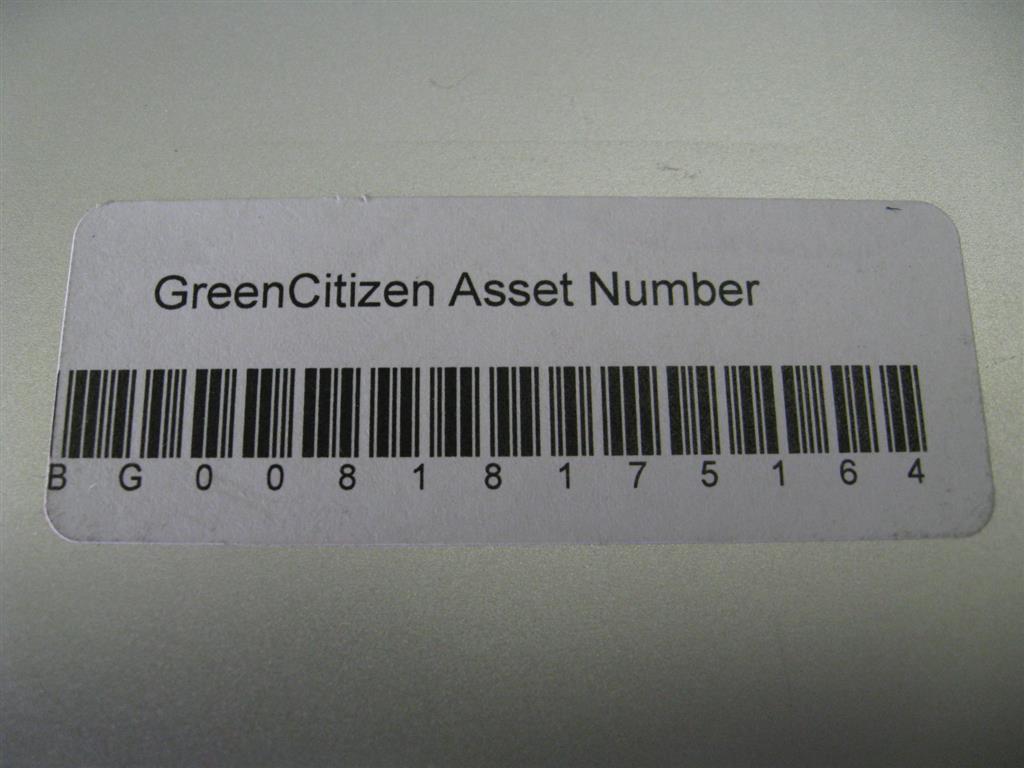 GreenCitizen Asset Number
B G 0 0 8 1 8 1 7 5 1 6 4